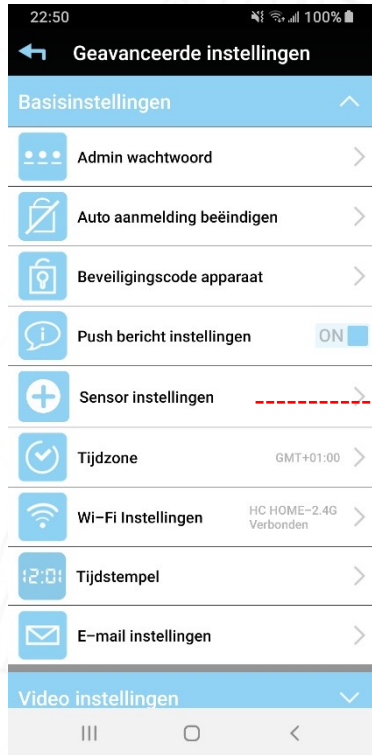 22:50 100%
Geavanceerde instellingen
Basisinstellingen
Admin wachtwoord
Auto aanmelding beëindigen
Beveiligingscode apparaat
Push bericht instellingen ON
Sensor instellingen
Tijdzone GMT+01:00
Wi-Fi Instellingen HC HOME-2.4G
Verbonden
12:01 Tijdstempel
E-mail instellingen
Video instellingen